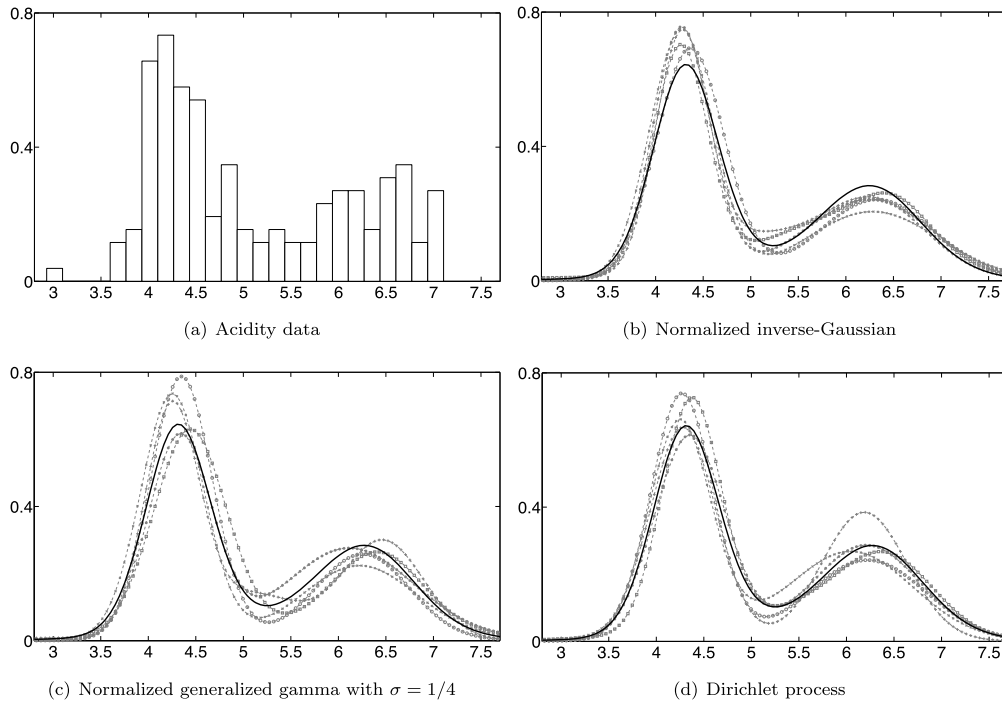 0.8
0.4
0
3 3.5 4 4.5 5 5.5 6 6.5 7 7.5
(a) Acidity data
0.8
0.4
0
3 3.5 4 4.5 5 5.5 6 6.5 7 7.5
(b) Normalized inverse-Gaussian
0.8
0.4
0
3 3.5 4 4.5 5 5.5 6 6.5 7 7.5
(c) Normalized generalized gamma with σ = 1/4
0.8
0.4
0
3 3.5 4 4.5 5 5.5 6 6.5 7 7.5
(d) Dirichlet process